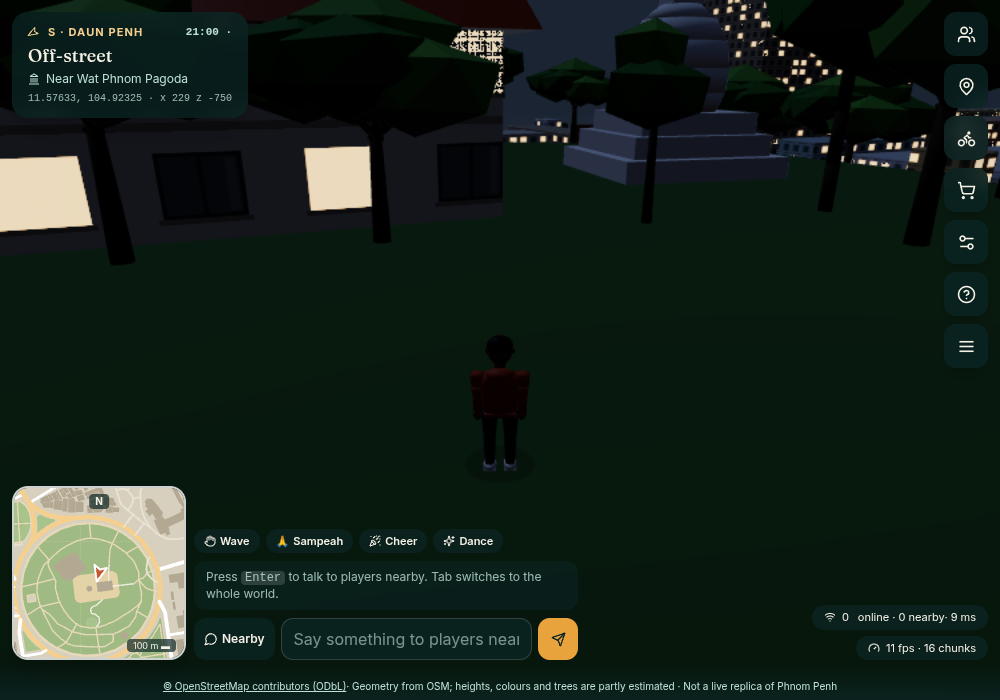 S · DAUN PENH 21:00 ·
Off-street
Near Wat Phnom Pagoda
11.57633, 104.92325 · x 229 z -750
N
100 m
Wave
Sampeah
Cheer
Dance
Press Enter to talk to players nearby. Tab switches to the
whole world.
Nearby
Say something to players near
0 online · 0 nearby· 9 ms
11 fps · 16 chunks
© OpenStreetMap contributors (ODbL)· Geometry from OSM; heights, colours and trees are partly estimated · Not a live replica of Phnom Penh